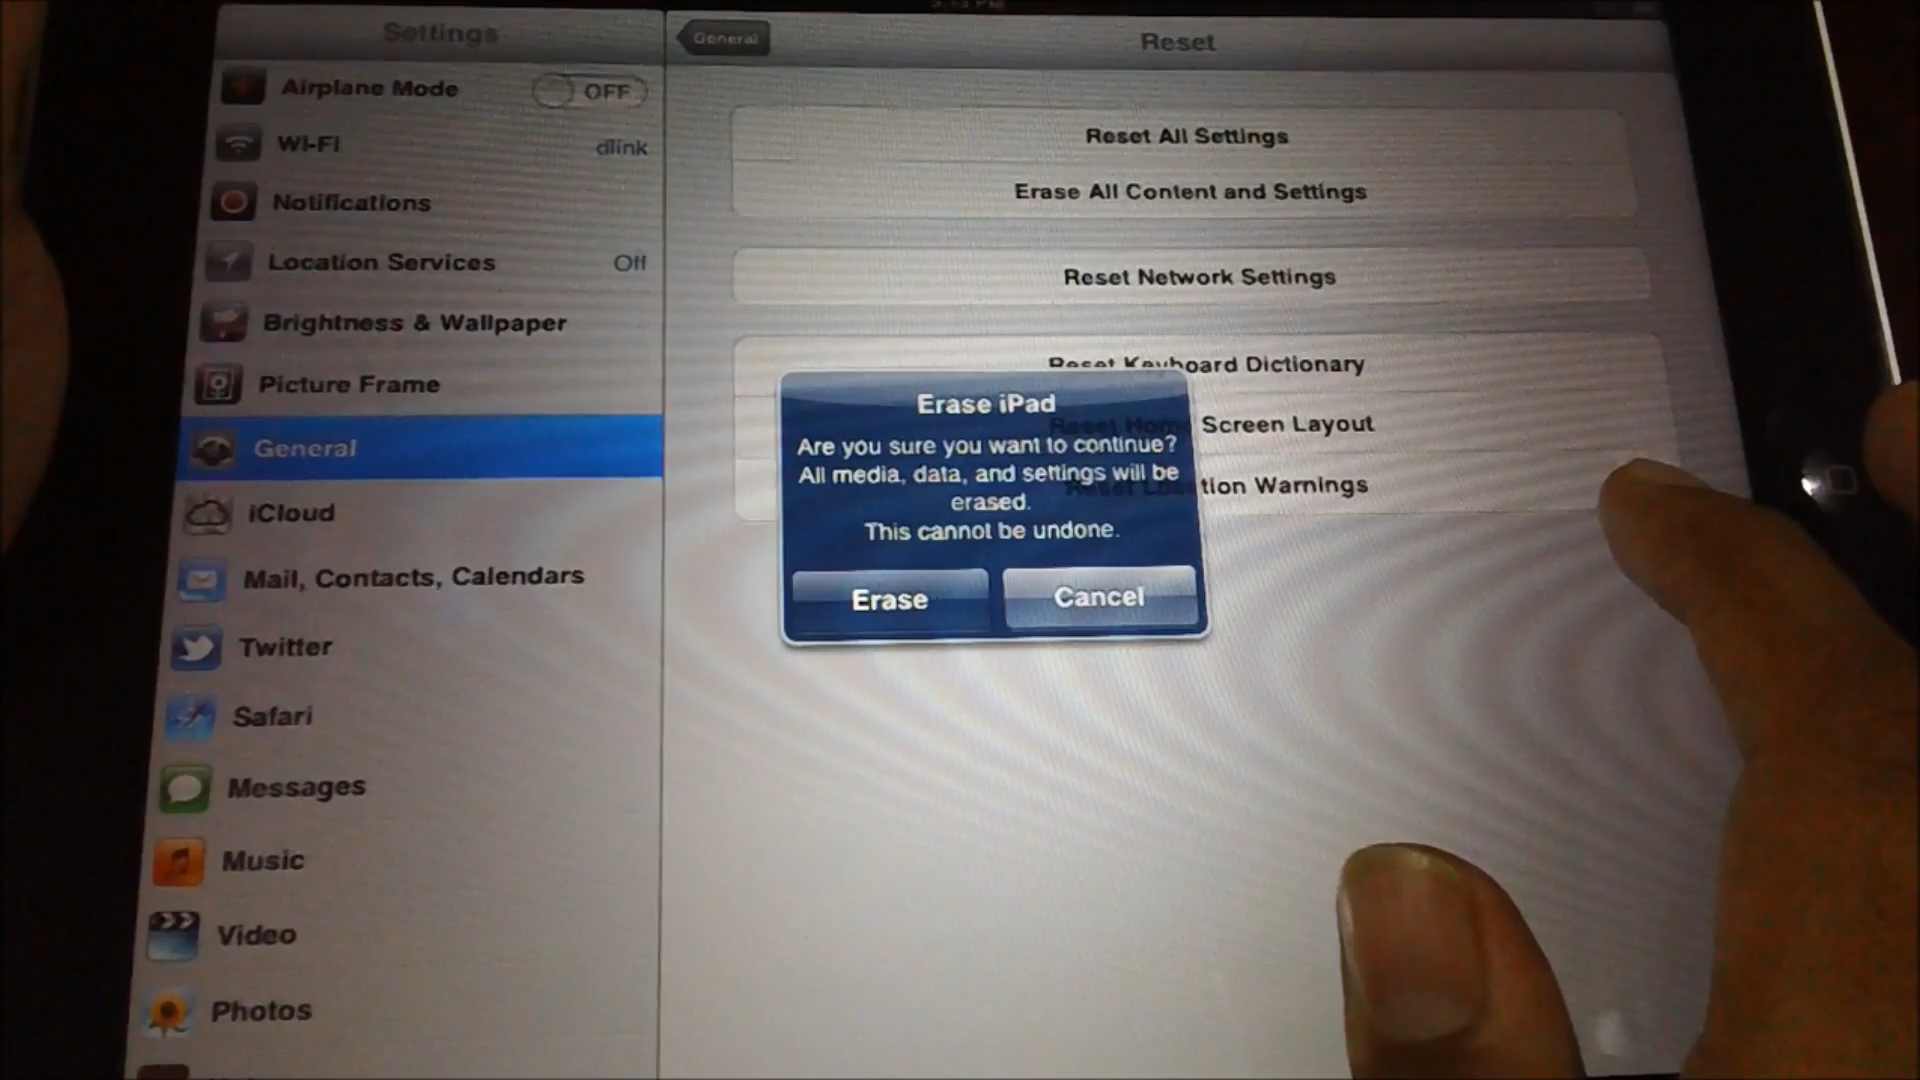 Settings
Airplane Mode OFF
Wi-Fi dlink
Notifications
Location Services Off
Brightness & Wallpaper
Picture Frame
General
iCloud
Mail, Contacts, Calendars
Twitter
Safari
Messages
Music
Video
Photos
General
Reset
Reset All Settings
Erase All Content and Settings
Reset Network Settings
Reset Keyboard Dictionary
Screen Layout
tion Warnings
Erase iPad
Are you sure you want to continue?
All media, data, and settings will be
erased.
This cannot be undone.
Erase Cancel